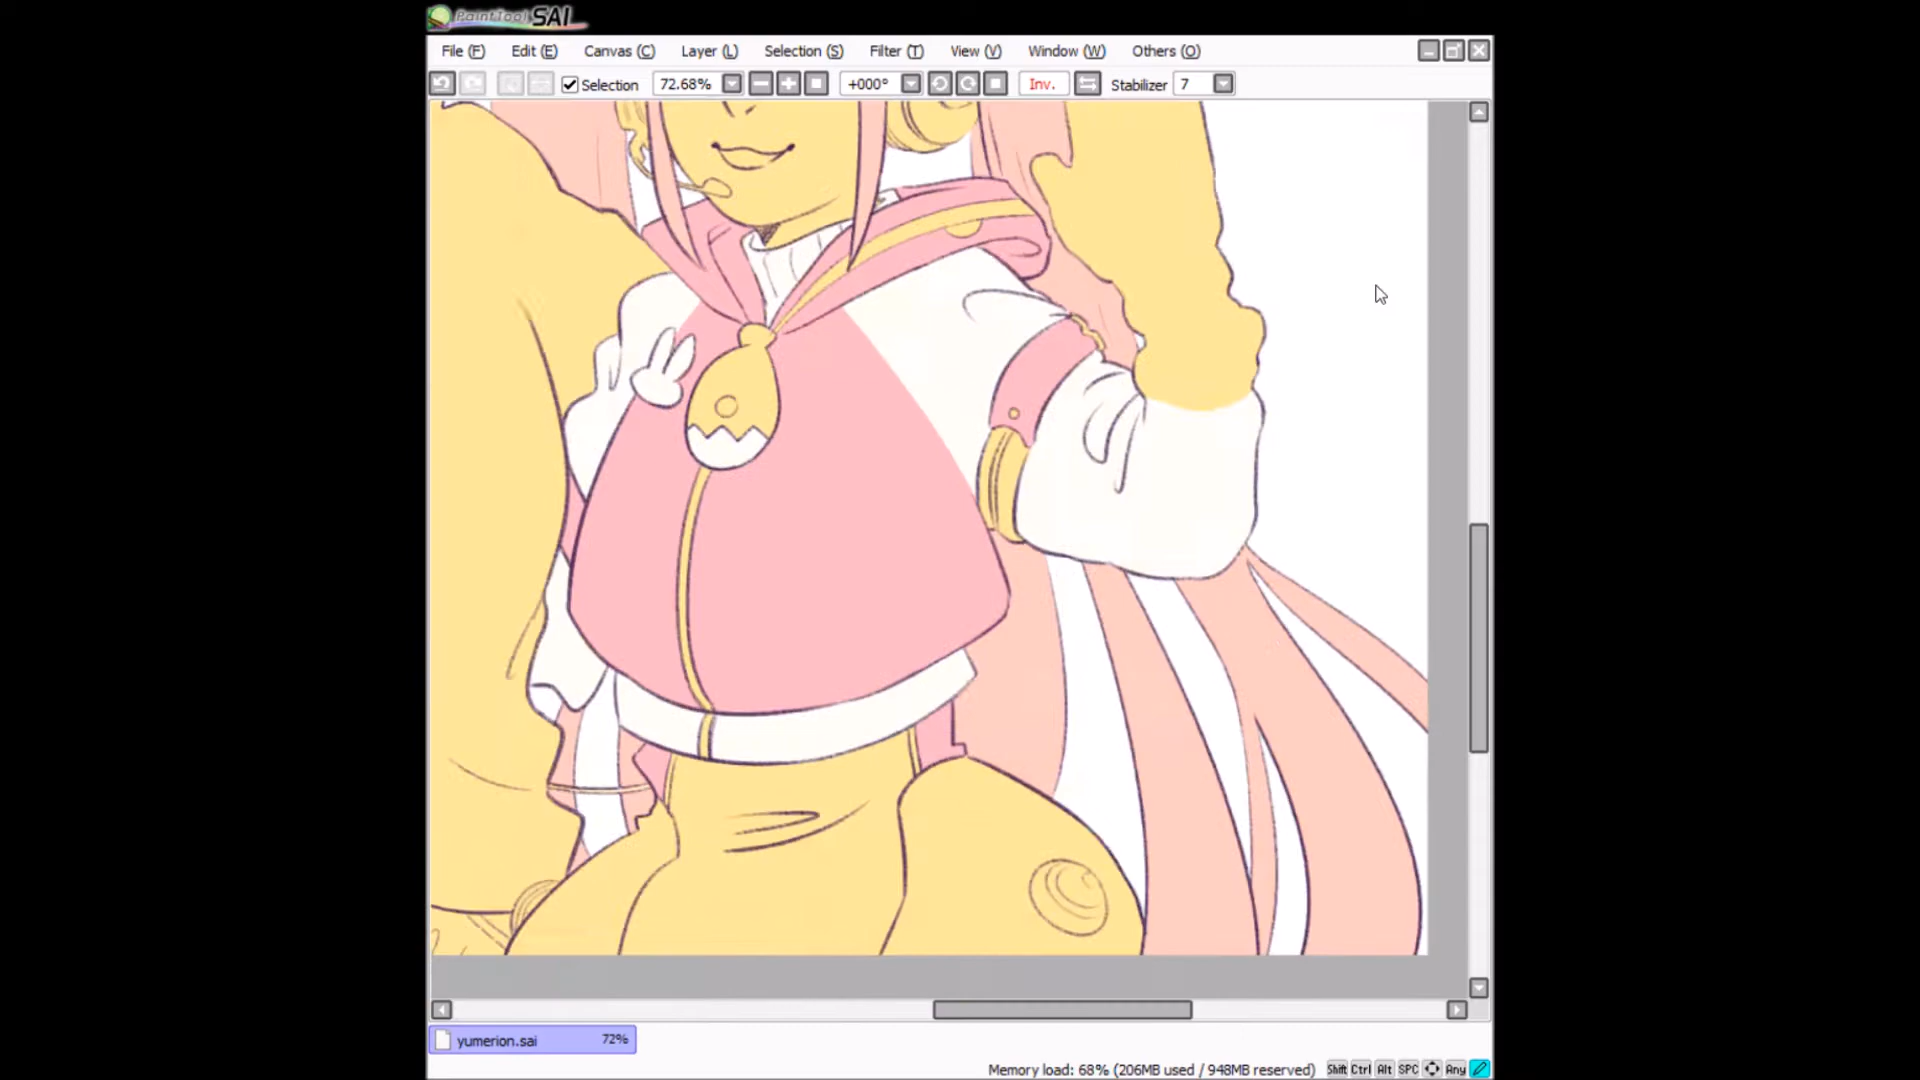 PaintTool SAI
File (F) Edit (E) Canvas (C) Layer (L) Selection (S) Filter (T) View (V) Window (W) Others (O)
Selection 72.68% +000° Inv. Stabilizer 7
yumerion.sai 72%
Memory load: 68% (206MB used / 948MB reserved) Shift Ctrl Alt SPC Any